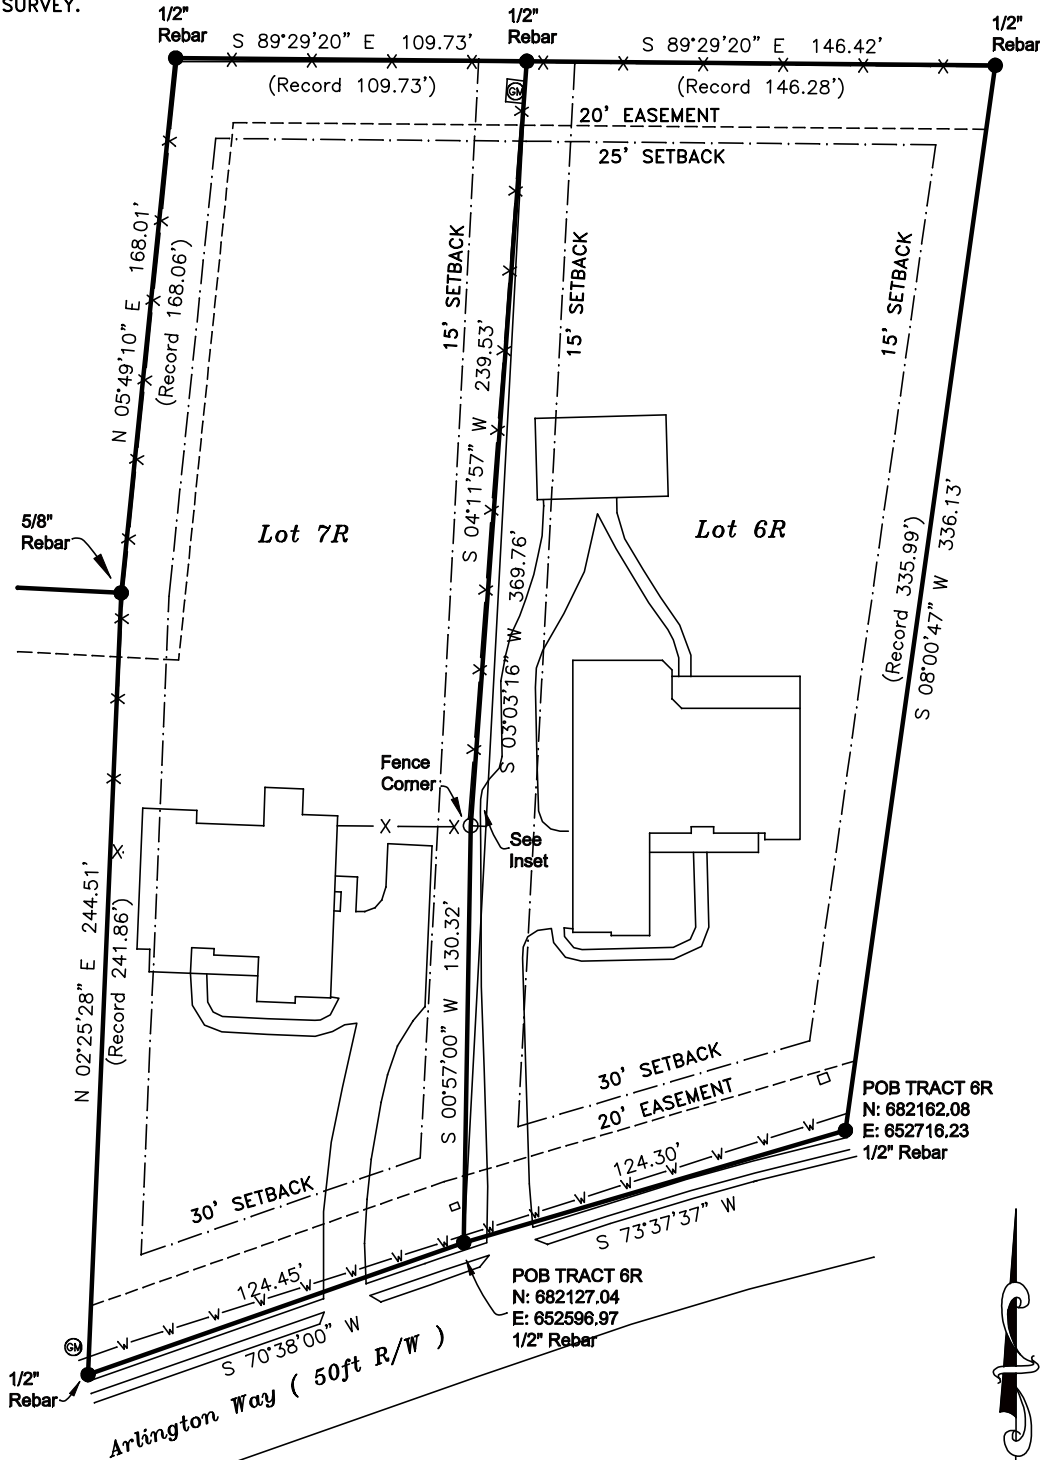 SURVEY.
1/2"
Rebar
S 89°29'20" E 109.73'
(Record 109.73')
1/2"
Rebar
S 89°29'20" E 146.42'
(Record 146.28')
1/2"
Rebar
GM
20' EASEMENT
25' SETBACK
N 05°49'10" E 168.01'
(Record 168.06')
15' SETBACK
15' SETBACK
15' SETBACK
S 04°11'57" W 239.53'
S 03°03'16" W 369.76'
5/8"
Rebar
Lot 7R
Lot 6R
(Record 335.99')
S 08°00'47" W 336.13'
Fence
Corner
See
Inset
N 02°25'28" E 244.51'
(Record 241.86')
S 00°57'00" W 130.32'
30' SETBACK
20' EASEMENT
POB TRACT 6R
N: 682162.08
E: 652716.23
1/2" Rebar
30' SETBACK
124.30'
S 73°37'37" W
124.45'
S 70°38'00" W
POB TRACT 6R
N: 682127.04
E: 652596.97
1/2" Rebar
GM
1/2"
Rebar
Arlington Way ( 50ft R/W )